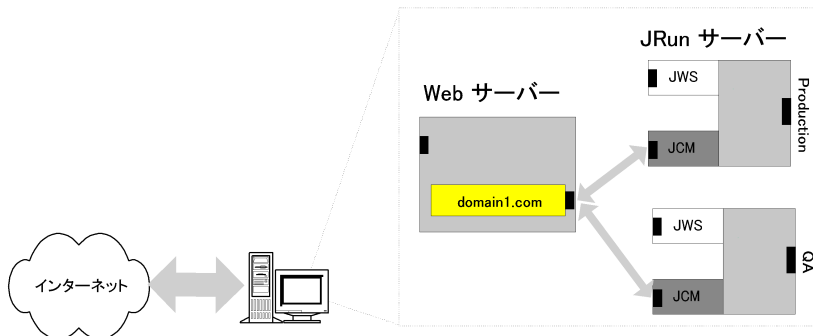 JRun サーバー
Web サーバー
JWS
JCM
Production
domain1.com
JWS
JCM
QA
インターネット